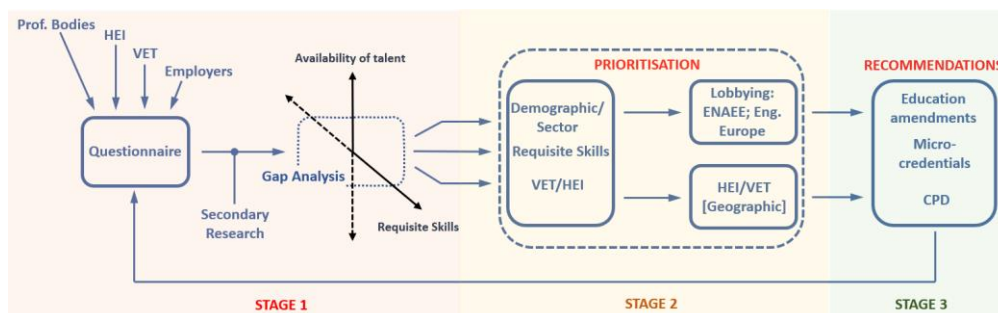 Prof. Bodies
HEI
VET
Employers
Questionnaire
Secondary
Research
Availability of talent
Gap Analysis
Requisite Skills
PRIORITISATION
Demographic/
Sector
Requisite Skills
VET/HEI
Lobbying:
ENAEE; Eng.
Europe
HEI/VET
[Geographic]
RECOMMENDATIONS
Education
amendments
Micro-
credentials
CPD
STAGE 1
STAGE 2
STAGE 3